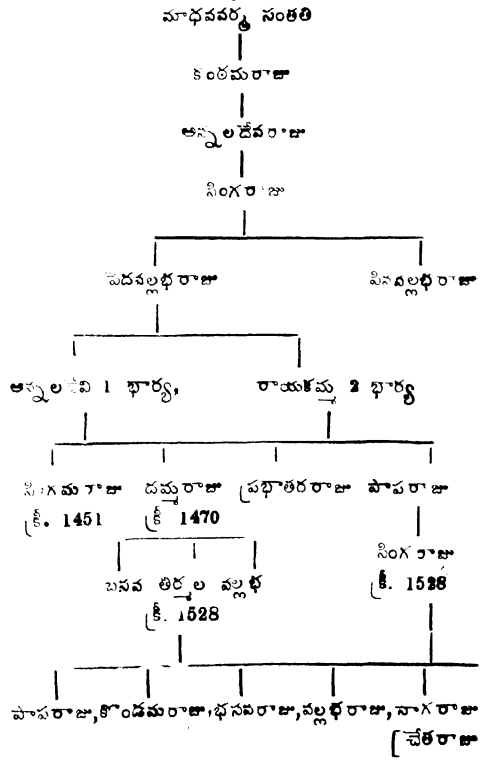 మాధవవర్మ సంతతి
కంఠమరాజు
అన్నలదేవరాజు
సింగరాజు
పెదవల్లభరాజు పినవల్లభరాజు
అన్నలదేవి 1 భార్య, రాయకమ్మ 2 భార్య
సింగమరాజు దమ్మరాజు ప్రభాతిరరాజు పాపరాజు
క్రీ. 1451 క్రీ 1470
సింగరాజు
క్రీ. 1528
బసవ తిర్మల వల్లభ
క్రీ. 1528
పాపరాజు, కొండమరాజు, భసవరాజు, వల్లభరాజు, నాగరాజు
[చేతరాజు